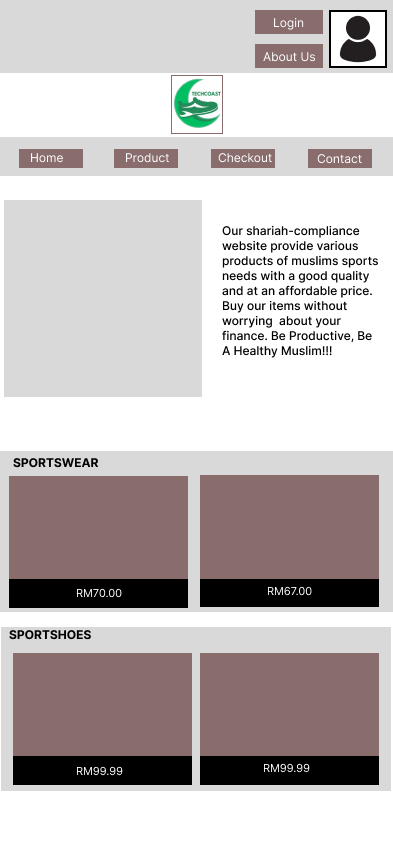 Login
About Us
TECHCOAST
Home
Product
Checkout
Contact
Our shariah-compliance
website provide various
products of muslims sports
needs with a good quality
and at an affordable price.
Buy our items without
worrying  about your
finance. Be Productive, Be
A Healthy Muslim!!!
SPORTSWEAR
RM70.00
RM67.00
SPORTSHOES
RM99.99
RM99.99